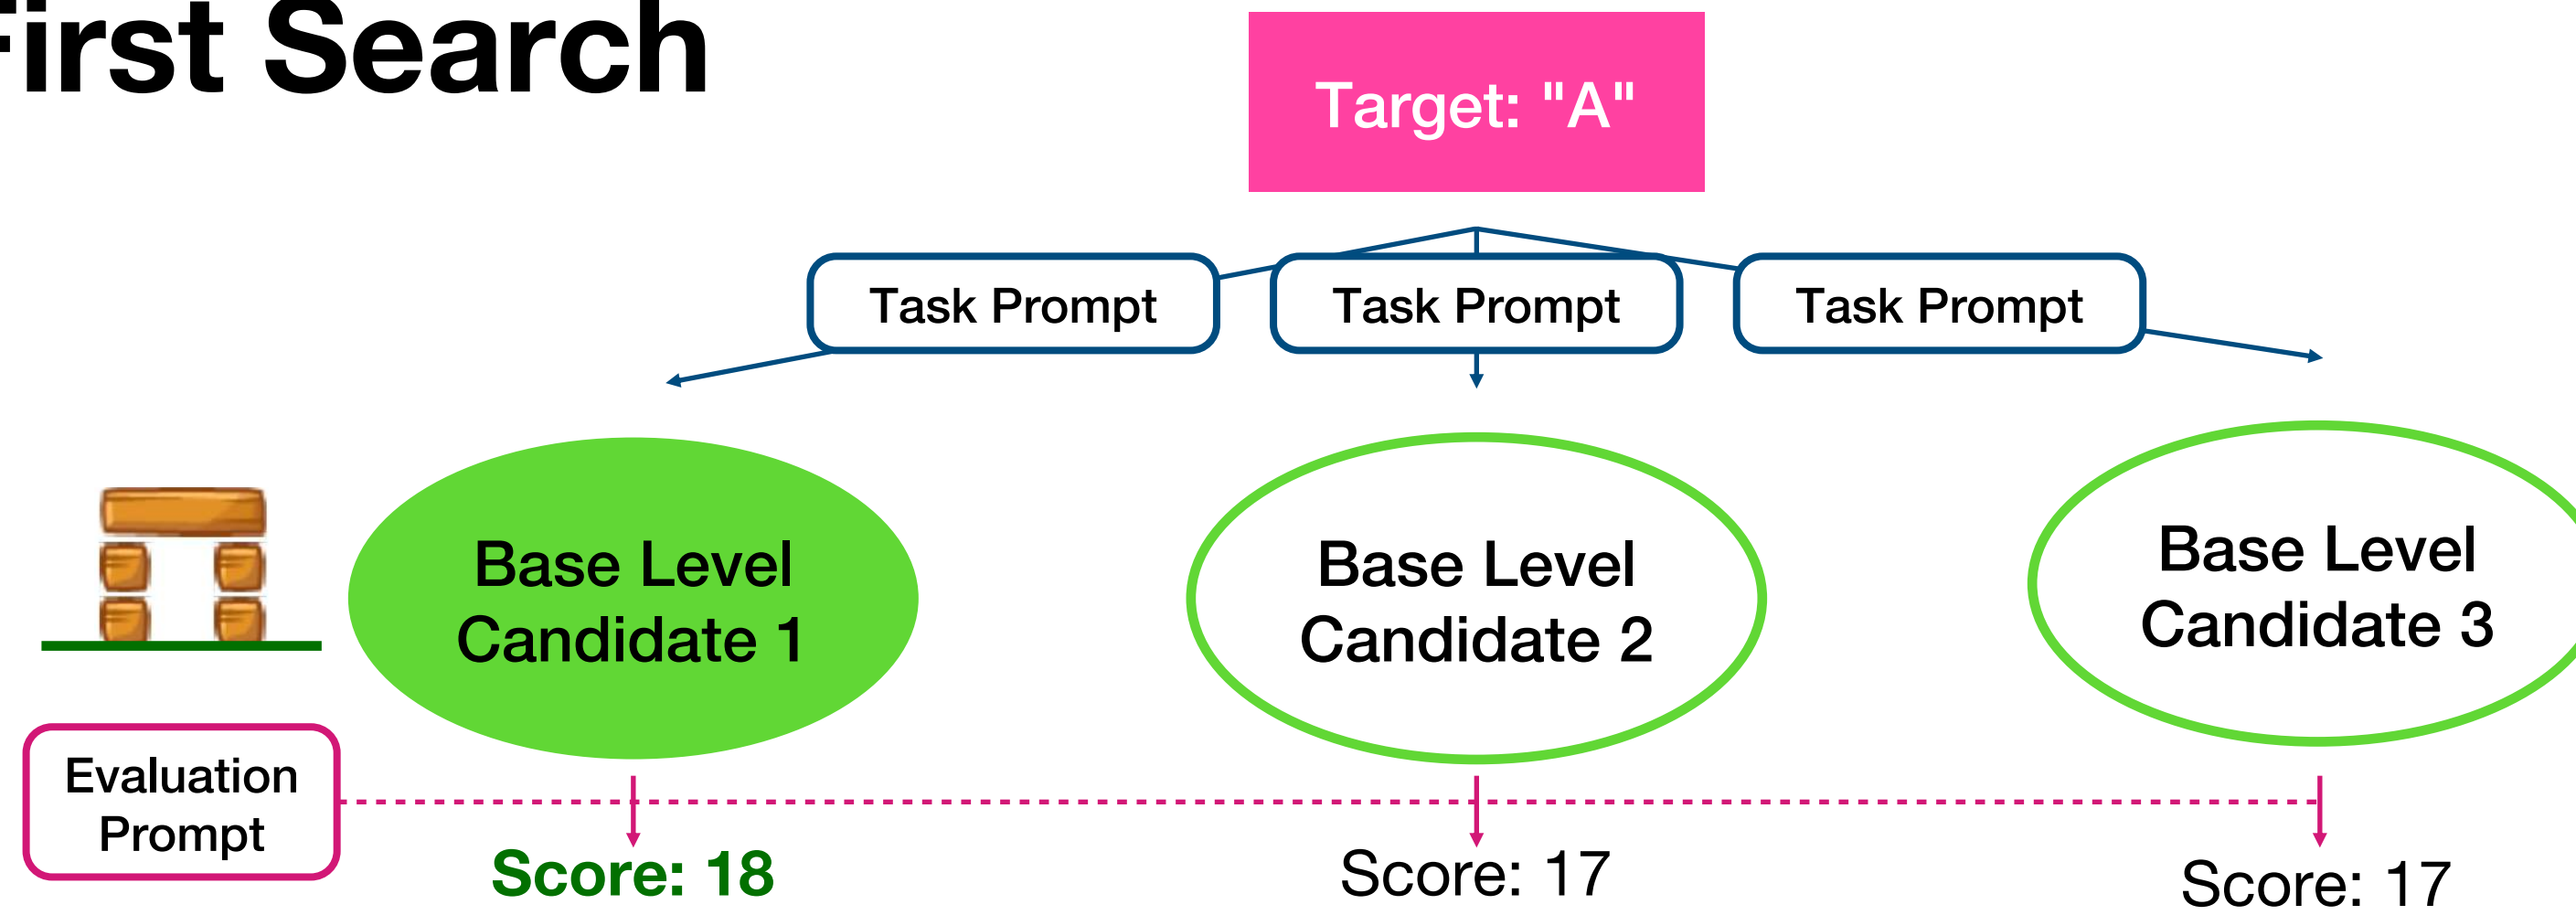 First Search
Target: "A"
Task Prompt
Task Prompt
Task Prompt
Base Level
Candidate 1
Base Level
Candidate 2
Base Level
Candidate 3
Evaluation
Prompt
Score: 18
Score: 17
Score: 17